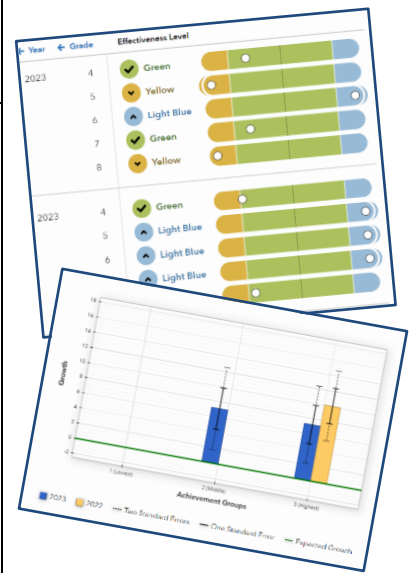 ← Year ← Grade Effectiveness Level
2023 4 Green
5 Yellow
6 Light Blue
7 Green
8 Yellow
2023 4 Green
5 Light Blue
6 Light Blue
Light Blue
18
16
14
12
10
8
6
4
2
0
-2
Growth
1 (Lowest) 2 (Middle) 3 (Highest)
Achievement Groups
2023 2022 Two Standard Errors One Standard Error Expected Growth